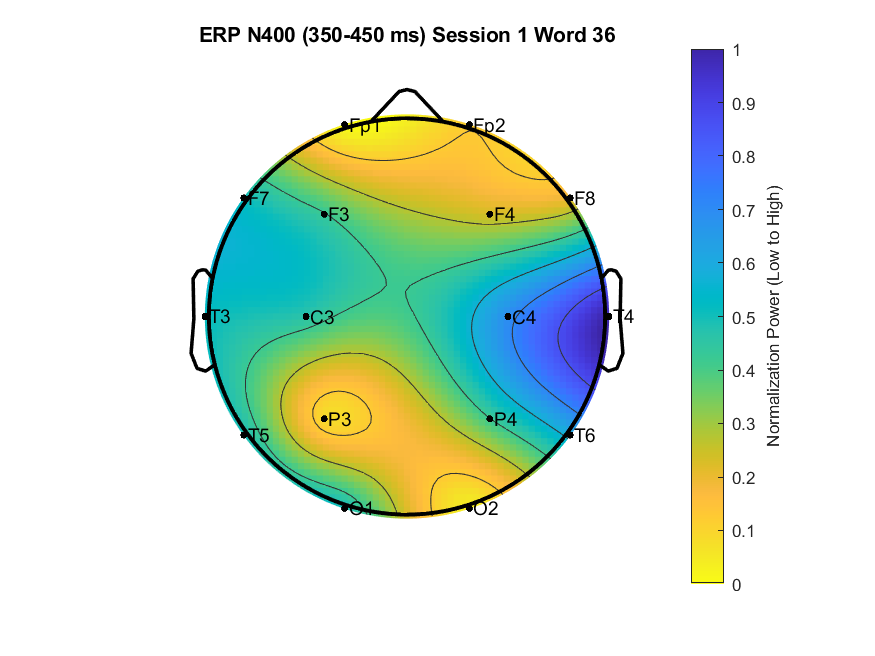 ERP N400 (350-450 ms) Session 1 Word 36
Fp1 Fp2
F7 F8
F3 F4
T3 C3 C4 T4
P3 P4
T5 T6
O1 O2
1
0.9
0.8
0.7
0.6
0.5
0.4
0.3
0.2
0.1
0
Normalization Power (Low to High)